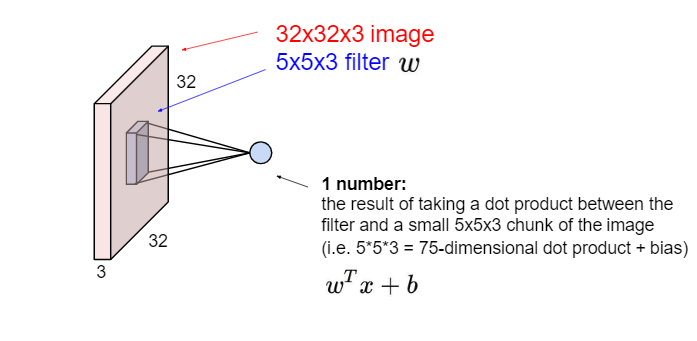 32x32x3 image
5x5x3 filter w
32
32
3
1 number:
the result of taking a dot product between the
filter and a small 5x5x3 chunk of the image
(i.e. 5*5*3 = 75-dimensional dot product + bias)
w^T x + b